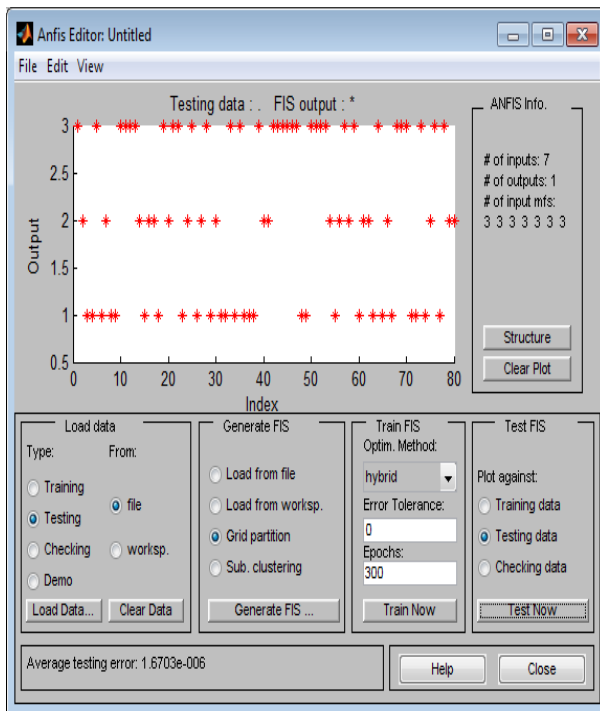 Anfis Editor: Untitled
File Edit View
Testing data : . FIS output : *
3
2.5
2
1.5
1
0.5
Output
0 10 20 30 40 50 60 70 80
Index
ANFIS Info.
# of inputs: 7
# of outputs: 1
# of input mfs:
3 3 3 3 3 3 3
Structure
Clear Plot
Load data
Type: From:
Training
file
Testing
Checking
worksp.
Demo
Load Data... Clear Data
Generate FIS
Load from file
Load from worksp.
Grid partition
Sub. clustering
Generate FIS ...
Train FIS
Optim. Method:
hybrid
Error Tolerance:
0
Epochs:
300
Train Now
Test FIS
Plot against:
Training data
Testing data
Checking data
Test Now
Average testing error: 1.6703e-006
Help
Close